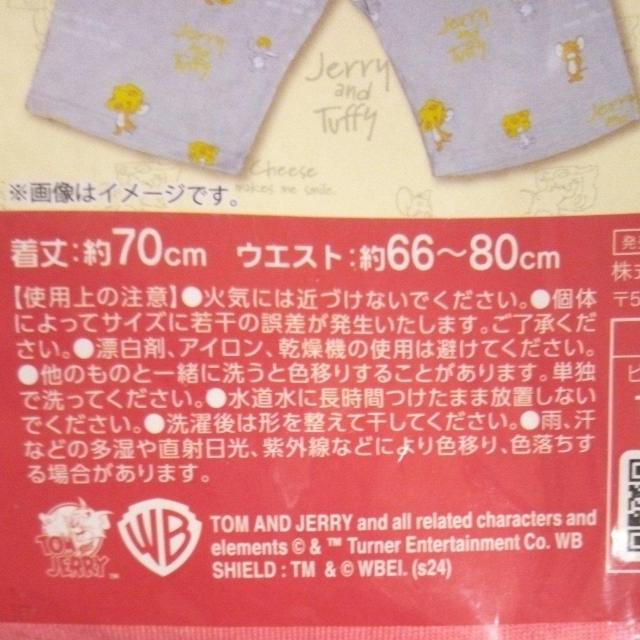 Jerry
and
Tuffy
Jerry
and
Tuffy
Cheese
makes me smile.
※画像はイメージです。
着丈:約70cm ウエスト:約66～80cm
【使用上の注意】●火気には近づけないでください。●個体
によってサイズに若干の誤差が発生いたします。ご了承くだ
さい。●漂白剤、アイロン、乾燥機の使用は避けてください。
●他のものと一緒に洗うと色移りすることがあります。単独
で洗ってください。●水道水に長時間つけたまま放置しない
でください。●洗濯後は形を整えて干してください。●雨、汗
などの多湿や直射日光、紫外線などにより色移り、色落ちす
る場合があります。
TOM AND JERRY and all related characters and
elements © & ™ Turner Entertainment Co. WB
SHIELD : TM & © WBEI. (s24)
TOM
JERRY
WB
株式